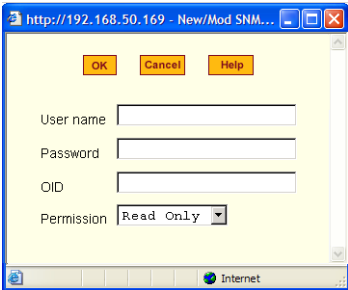 http://192.168.50.169 - New/Mod SNM...
OK Cancel Help
User name
Password
OID
Permission Read Only
Internet